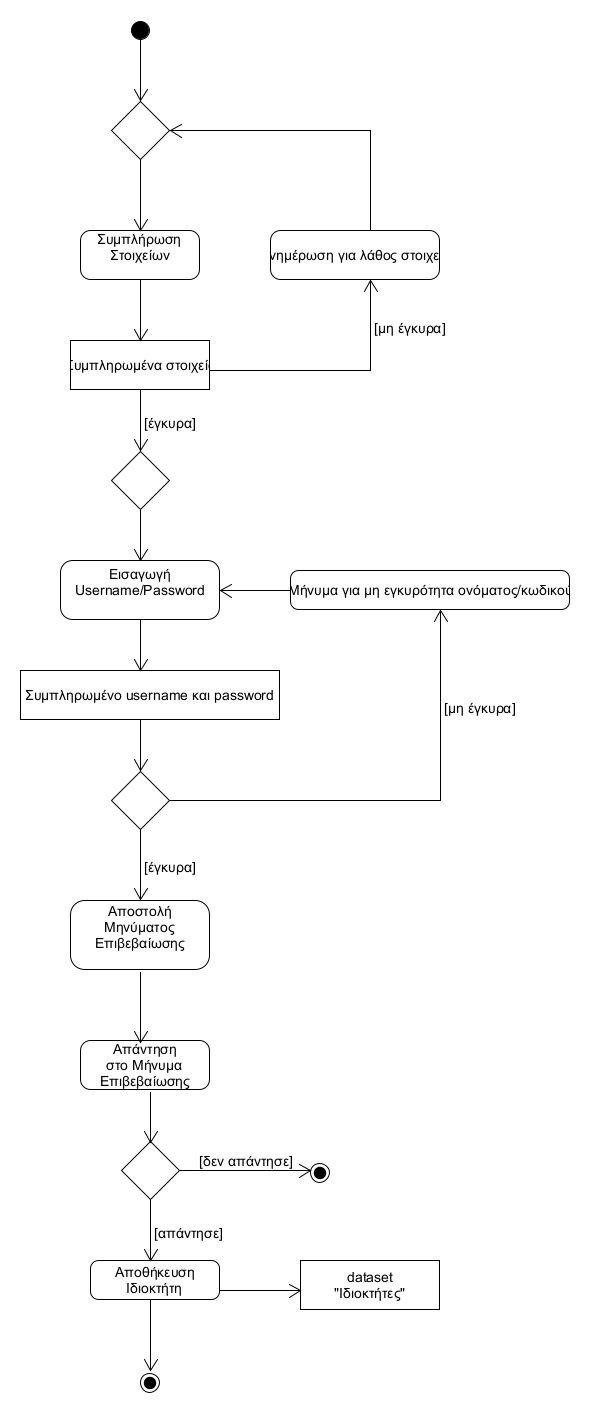 Συμπλήρωση
Στοιχείων
νημέρωση για λάθος στοιχε
[μη έγκυρα]
Συμπληρωμένα στοιχεί
[έγκυρα]
Εισαγωγή
Username/Password
Μήνυμα για μη εγκυρότητα ονόματος/κωδικού
Συμπληρωμένο username και password
[μη έγκυρα]
[έγκυρα]
Αποστολή
Μηνύματος
Επιβεβαίωσης
Απάντηση
στο Μήνυμα
Επιβεβαίωσης
[δεν απάντησε]
[απάντησε]
Αποθήκευση
Ιδιοκτήτη
dataset
"Ιδιοκτήτες"